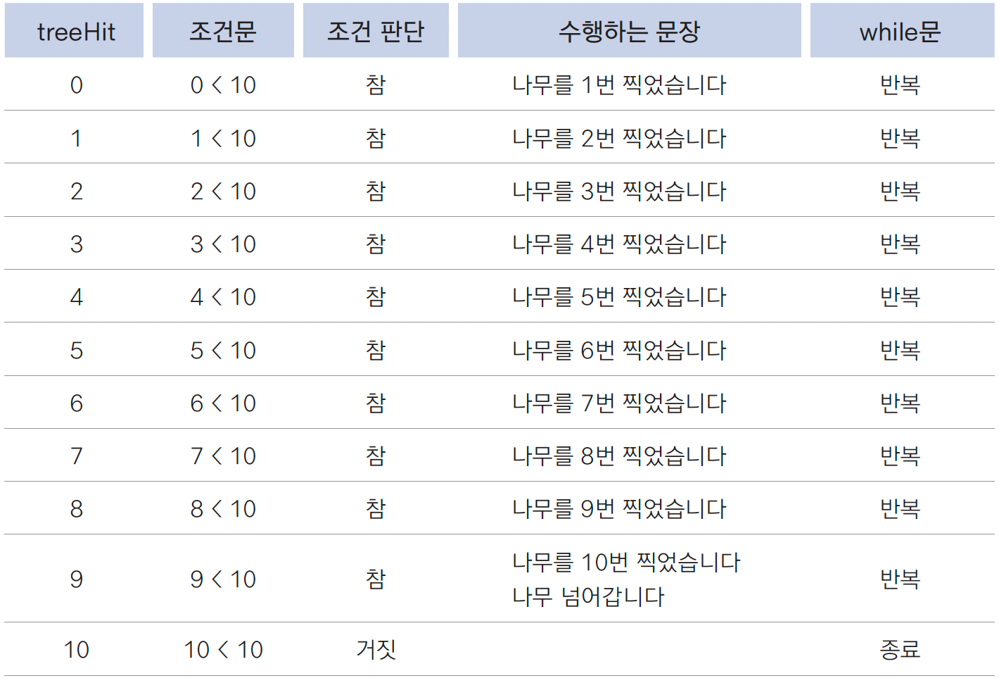 treeHit 조건문 조건 판단 수행하는 문장 while문
0 0 < 10 참 나무를 1번 찍었습니다 반복
1 1 < 10 참 나무를 2번 찍었습니다 반복
2 2 < 10 참 나무를 3번 찍었습니다 반복
3 3 < 10 참 나무를 4번 찍었습니다 반복
4 4 < 10 참 나무를 5번 찍었습니다 반복
5 5 < 10 참 나무를 6번 찍었습니다 반복
6 6 < 10 참 나무를 7번 찍었습니다 반복
7 7 < 10 참 나무를 8번 찍었습니다 반복
8 8 < 10 참 나무를 9번 찍었습니다 반복
9 9 < 10 참 나무를 10번 찍었습니다 반복
나무 넘어갑니다
10 10 < 10 거짓 종료